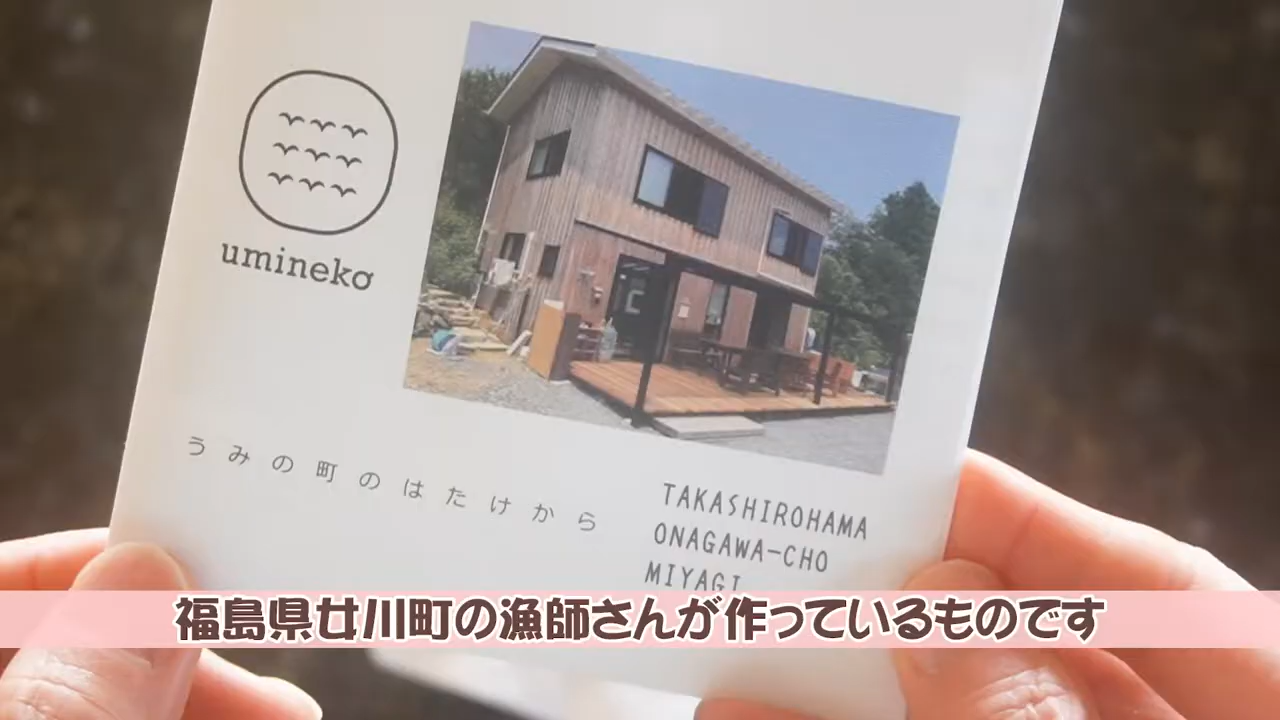 umineko
うみの町のはたけから
TAKASHIROHAMA
ONAGAWA-CHO
MIYAGI
福島県女川町の漁師さんが作っているものです